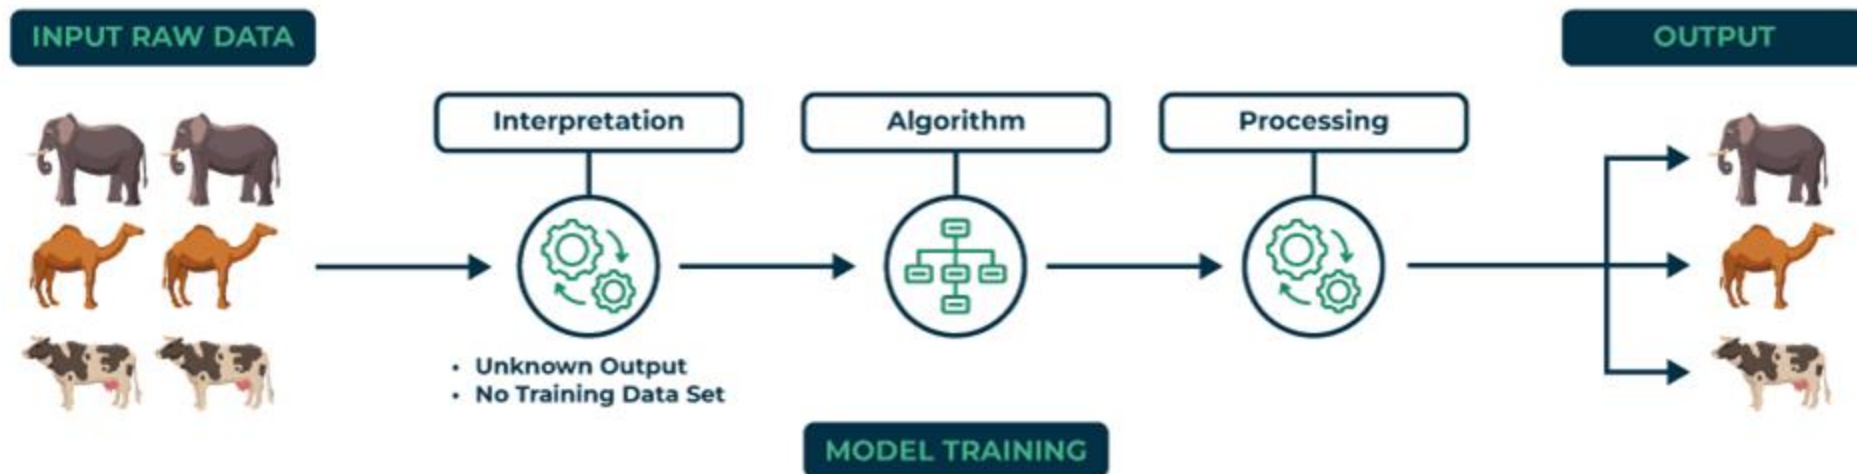 INPUT RAW DATA
OUTPUT
Interpretation
Algorithm
Processing
• Unknown Output
• No Training Data Set
MODEL TRAINING